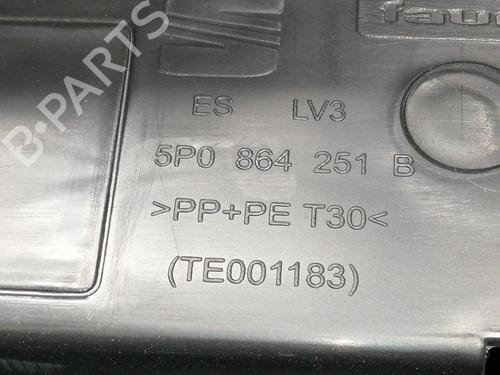 B-PARTS
ES LV3
5P0 864 251 B
>PP+PE T30<
(TE001183)